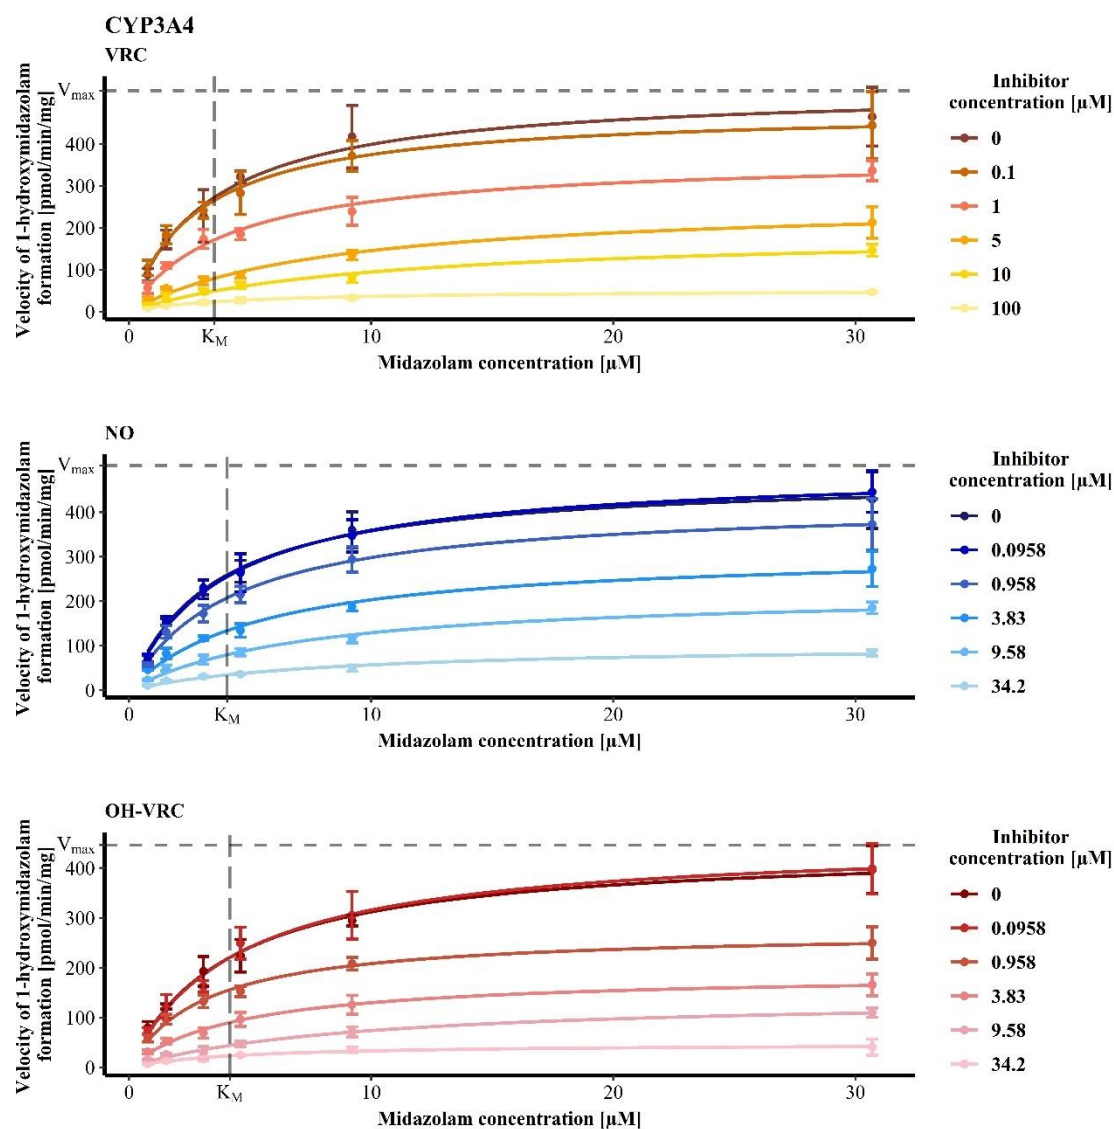 CYP3A4
VRC
Velocity of 1-hydroxymidazolam
formation [pmol/min/mg]
Vmax
400
300
200
100
0
0
KM
10
20
30
Midazolam concentration [µM]
Inhibitor
concentration [µM]
0
0.1
1
5
10
100
NO
Velocity of 1-hydroxymidazolam
formation [pmol/min/mg]
Vmax
400
300
200
100
0
0
KM
10
20
30
Midazolam concentration [µM]
Inhibitor
concentration [µM]
0
0.0958
0.958
3.83
9.58
34.2
OH-VRC
Velocity of 1-hydroxymidazolam
formation [pmol/min/mg]
Vmax
400
300
200
100
0
0
KM
10
20
30
Midazolam concentration [µM]
Inhibitor
concentration [µM]
0
0.0958
0.958
3.83
9.58
34.2